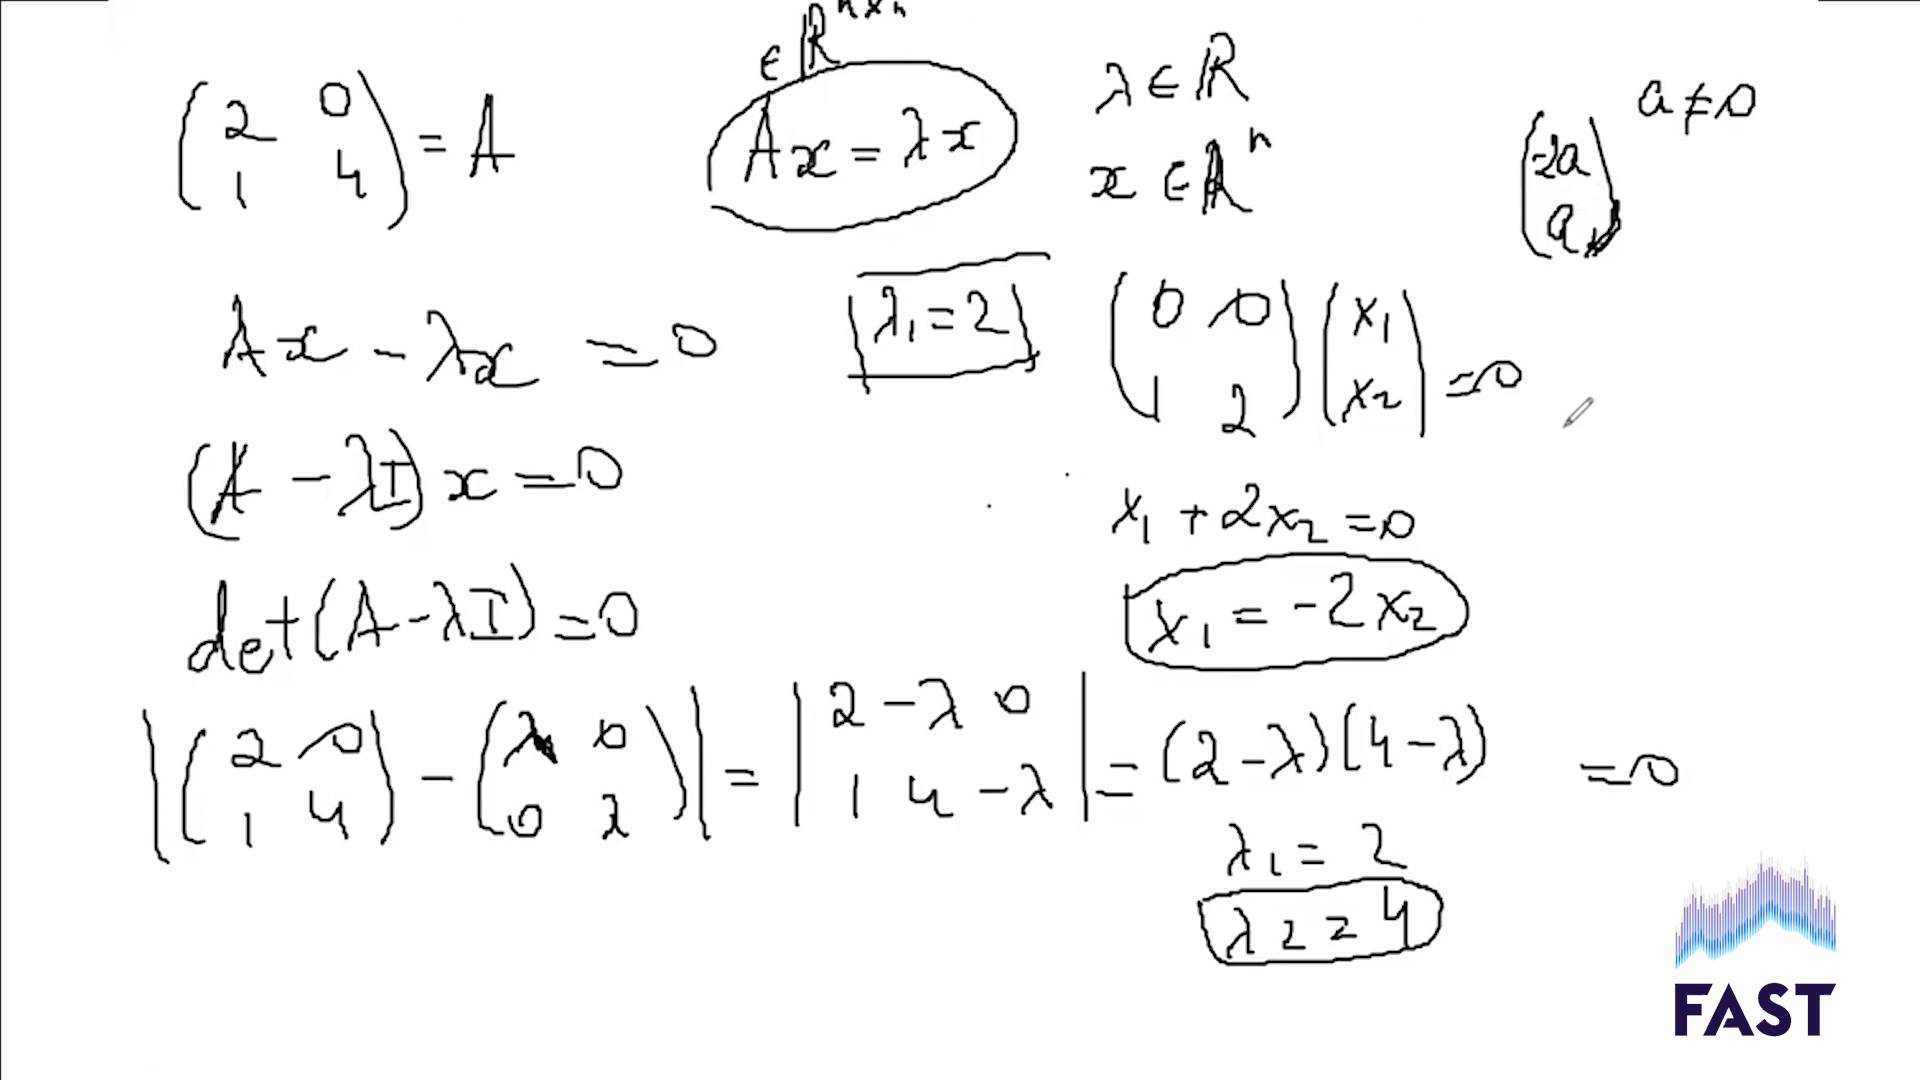 ∈ ℝ^{n×n}
(2 0
1 4) = A
Ax = λx
λ ∈ ℝ
x ∈ ℝ^n
a ≠ 0
(-2a
a)
Ax - λx = 0
λ₁ = 2
(0 0
1 2) (x₁
x₂) = 0
(A - λI) x = 0
x₁ + 2x₂ = 0
det(A - λI) = 0
x₁ = -2x₂
|(2 0
1 4) - (λ 0
0 λ)| = |2-λ 0
1 4-λ| = (2-λ)(4-λ) = 0
λ₁ = 2
λ₂ = 4
FAST